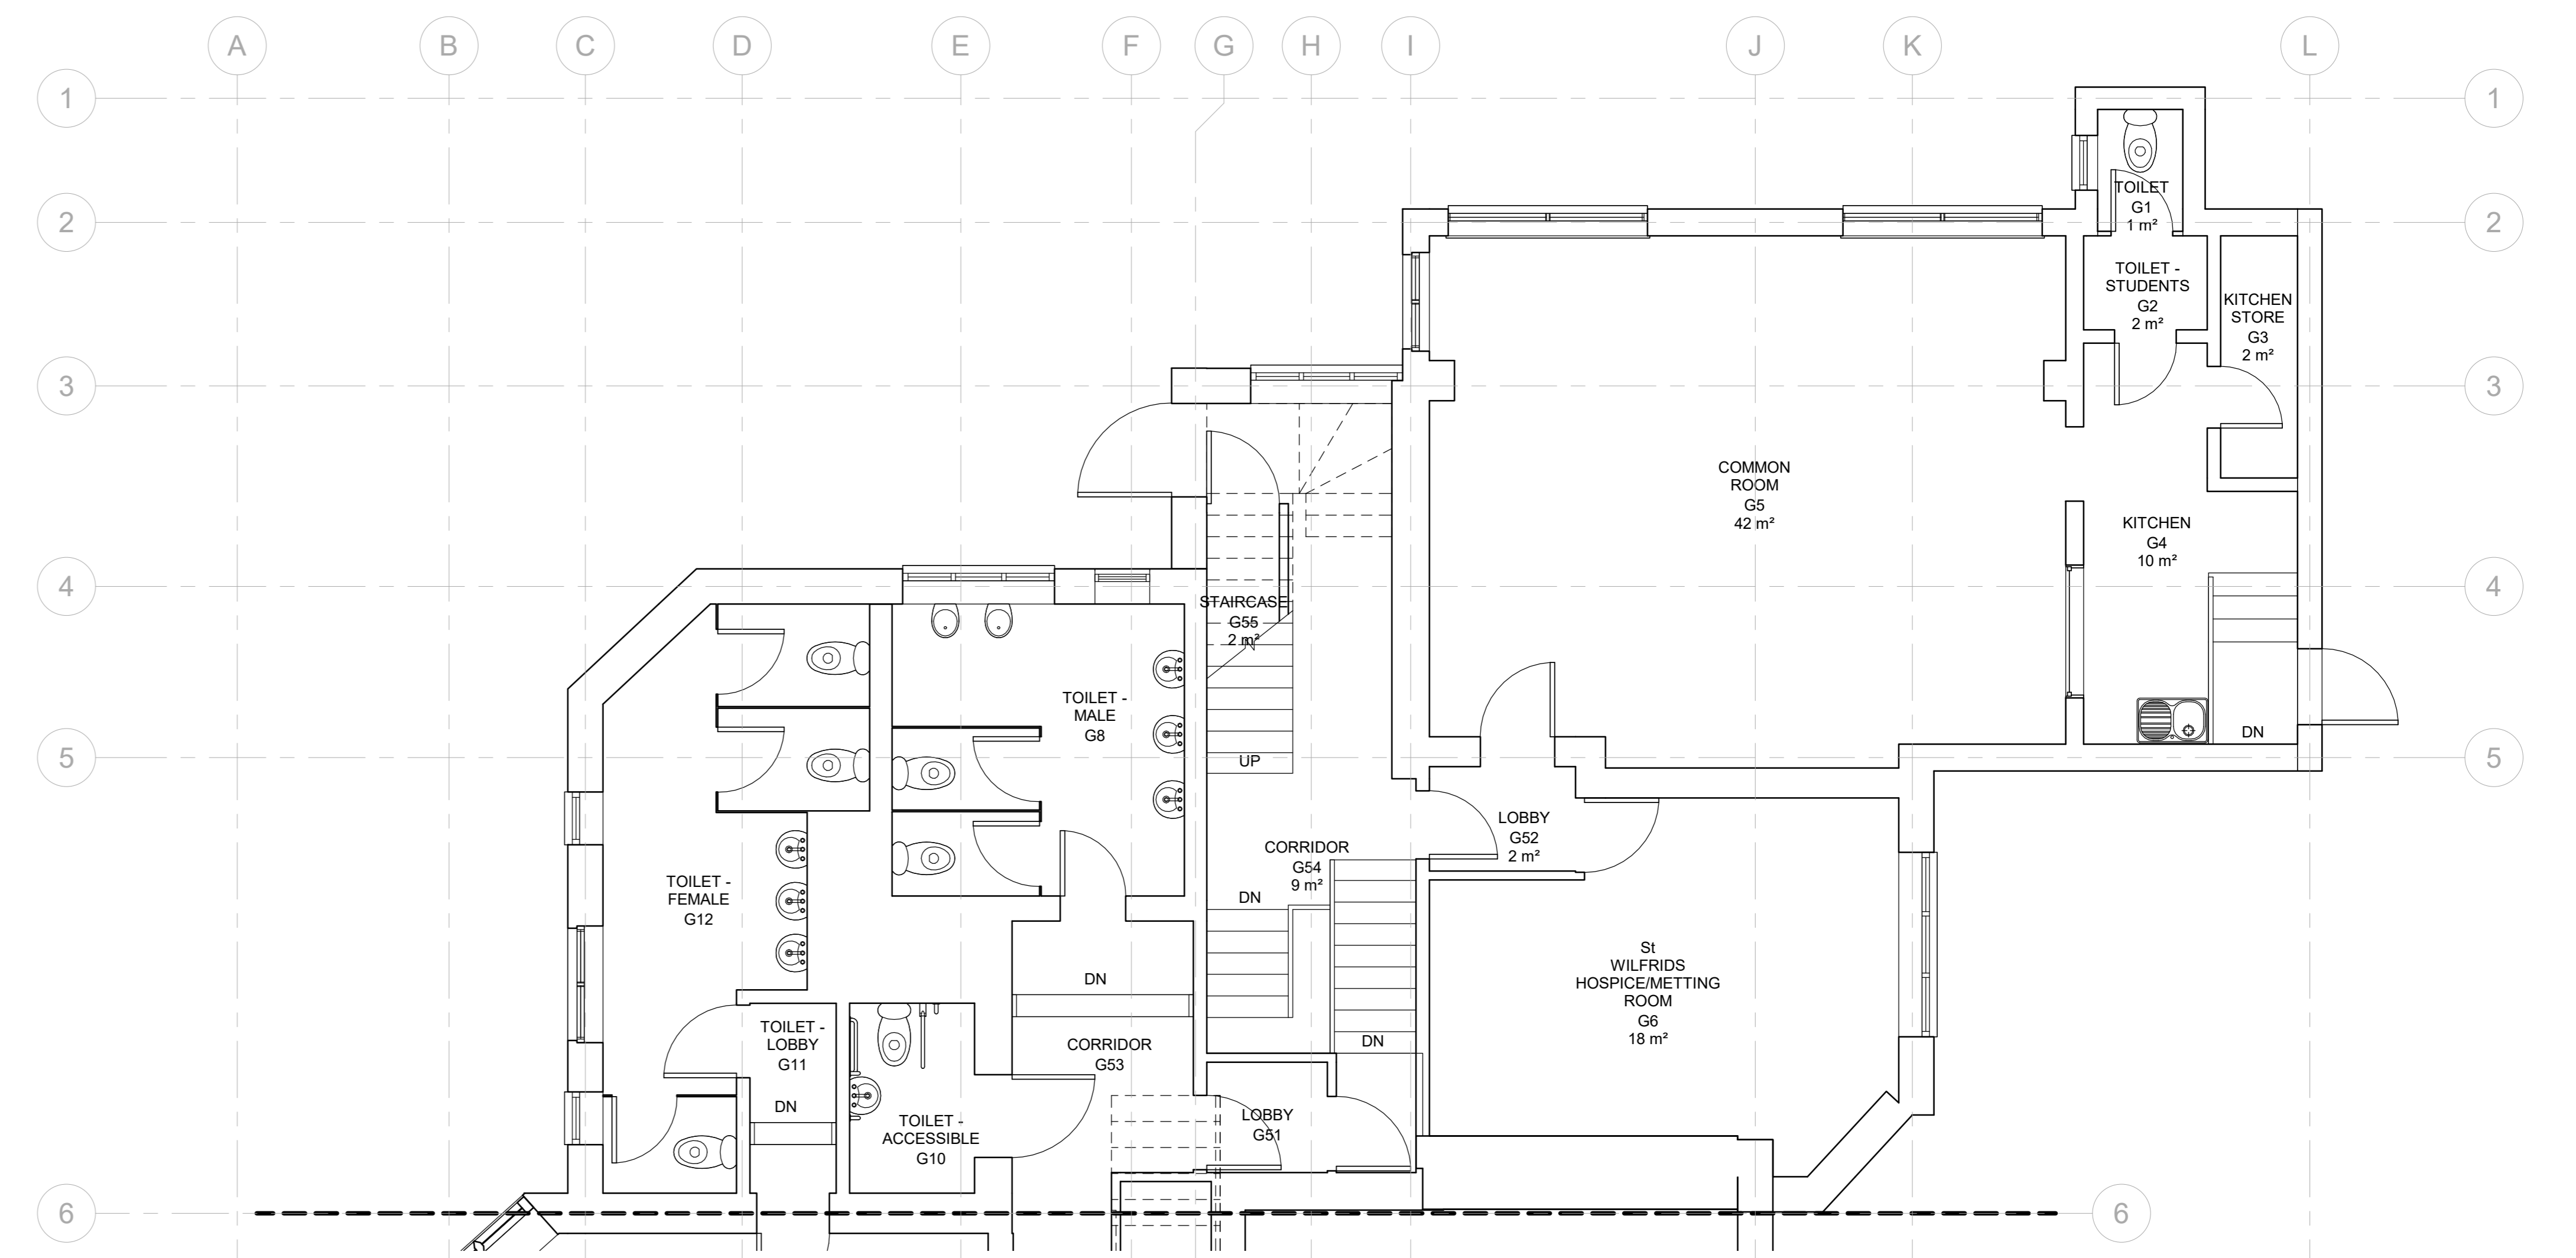 A
B
C
D
E
F
G
H
I
J
K
L
1
1
2
2
3
3
4
4
5
5
6
6
TOILET
G1
1 m²
TOILET -
STUDENTS
G2
2 m²
KITCHEN
STORE
G3
2 m²
COMMON
ROOM
G5
42 m²
KITCHEN
G4
10 m²
DN
STAIRCASE
G55
2 m²
UP
TOILET -
MALE
G8
LOBBY
G52
2 m²
CORRIDOR
G54
9 m²
DN
DN
TOILET -
FEMALE
G12
St
WILFRIDS
HOSPICE/METTING
ROOM
G6
18 m²
DN
CORRIDOR
G53
TOILET -
LOBBY
G11
DN
TOILET -
ACCESSIBLE
G10
LOBBY
G51